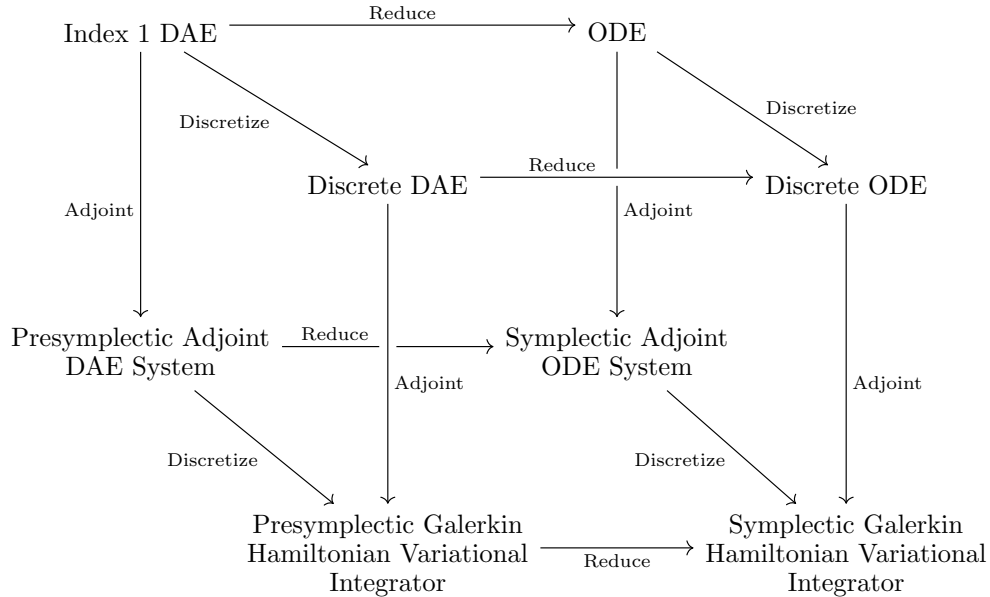 Reduce
Index 1 DAE
ODE
Discretize
Discretize
Reduce
Discrete DAE
Discrete ODE
Adjoint
Adjoint
Presymplectic Adjoint
DAE System
Reduce
Symplectic Adjoint
ODE System
Adjoint
Adjoint
Discretize
Discretize
Presymplectic Galerkin
Hamiltonian Variational
Integrator
Reduce
Symplectic Galerkin
Hamiltonian Variational
Integrator